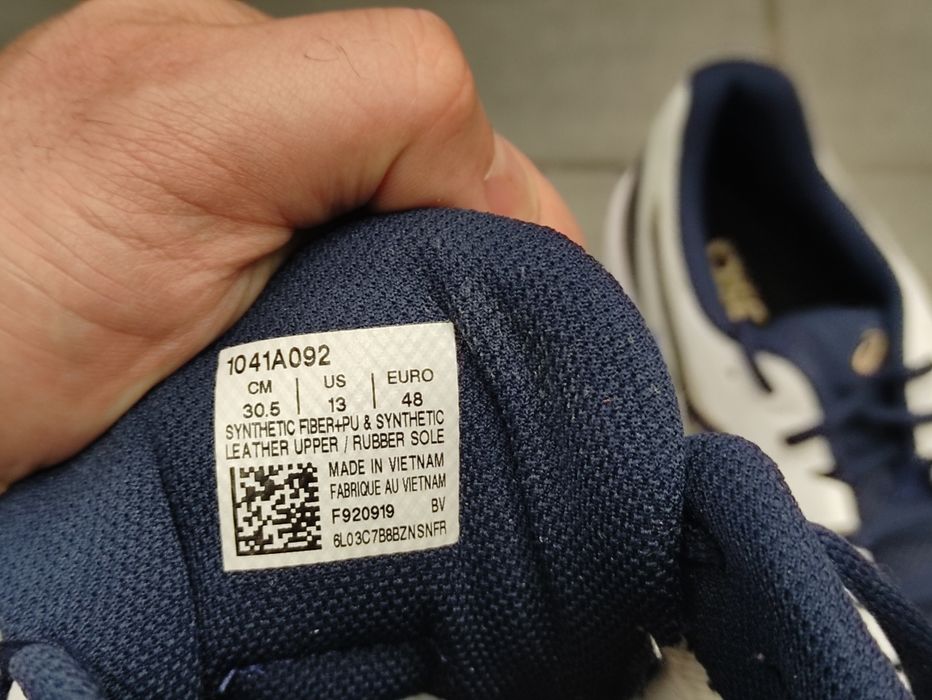 1041A092
CM | US | EURO
30.5 | 13 | 48
SYNTHETIC FIBER+PU & SYNTHETIC
LEATHER UPPER / RUBBER SOLE
MADE IN VIETNAM
FABRIQUE AU VIETNAM
F920919 BV
6L03C7B8BZNSNFR